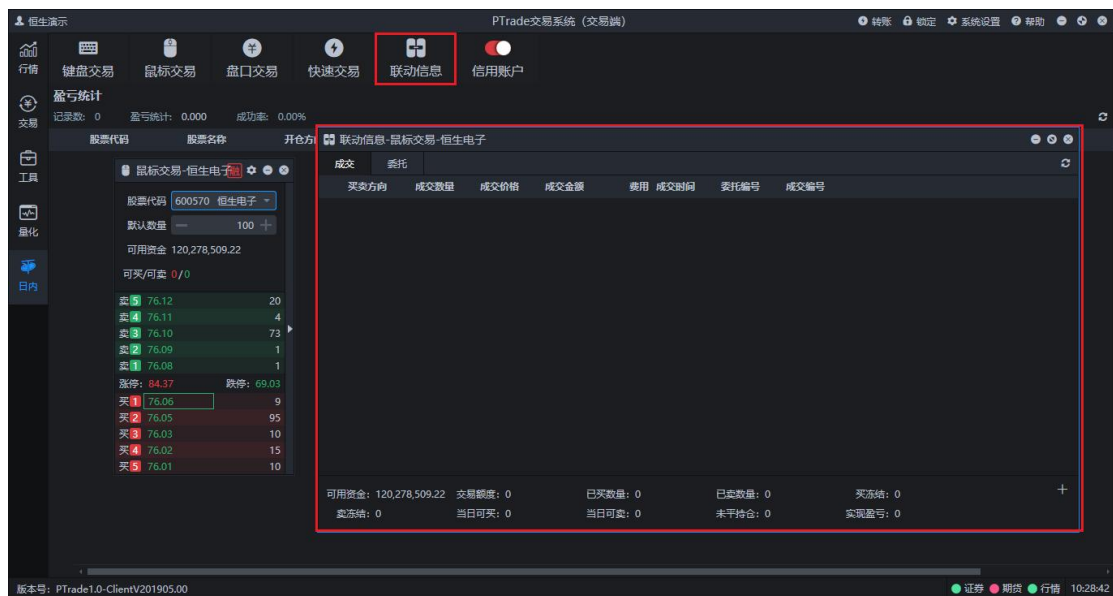 恒生演示 PTrade交易系统（交易端） 转账 锁定 系统设置 帮助
行情 键盘交易 鼠标交易 盘口交易 快速交易 联动信息 信用账户
盈亏统计
交易 记录数: 0 盈亏统计: 0.000 成功率: 0.00%
股票代码 股票名称 开仓方
联动信息-鼠标交易-恒生电子
成交 委托
买卖方向 成交数量 成交价格 成交金额 费用 成交时间 委托编号 成交编号
工具
量化
日内
鼠标交易-恒生电子 融
股票代码 600570 恒生电子
默认数量 — 100 +
可用资金 120,278,509.22
可买/可卖 0/0
卖5 76.12 20
卖4 76.11 4
卖3 76.10 73
卖2 76.09 1
卖1 76.08 1
涨停: 84.37 跌停: 69.03
买1 76.06 9
买2 76.05 95
买3 76.03 10
买4 76.02 15
买5 76.01 10
可用资金: 120,278,509.22 交易额度: 0 已买数量: 0 已卖数量: 0 买冻结: 0
卖冻结: 0 当日可买: 0 当日可卖: 0 未平持仓: 0 实现盈亏: 0
版本号: PTrade1.0-ClientV201905.00 证券 期货 行情 10:28:42